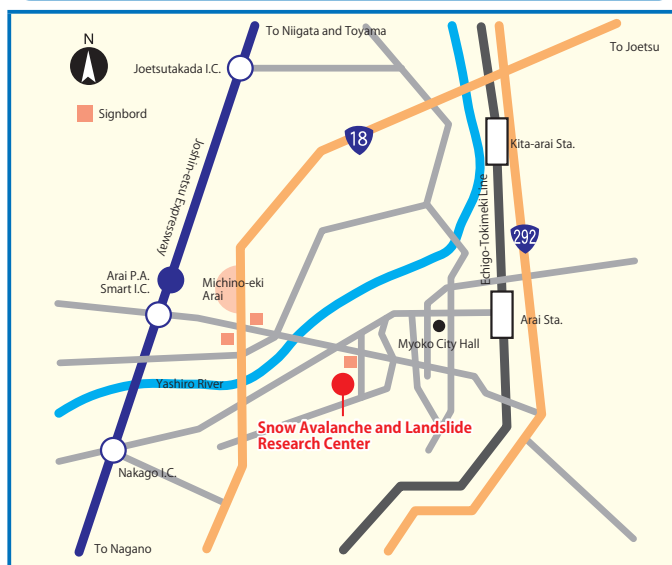 To Niigata and Toyama
N
To Joetsu
Joetsutakada I.C.
Signbord
18
Kita-arai Sta.
Joshin-etsu Expressway
Echigo-Tokimeki Line
292
Arai P.A.
Smart I.C.
Michino-eki
Arai
Arai Sta.
Myoko City Hall
Yashiro River
Snow Avalanche and Landslide
Research Center
Nakago I.C.
To Nagano